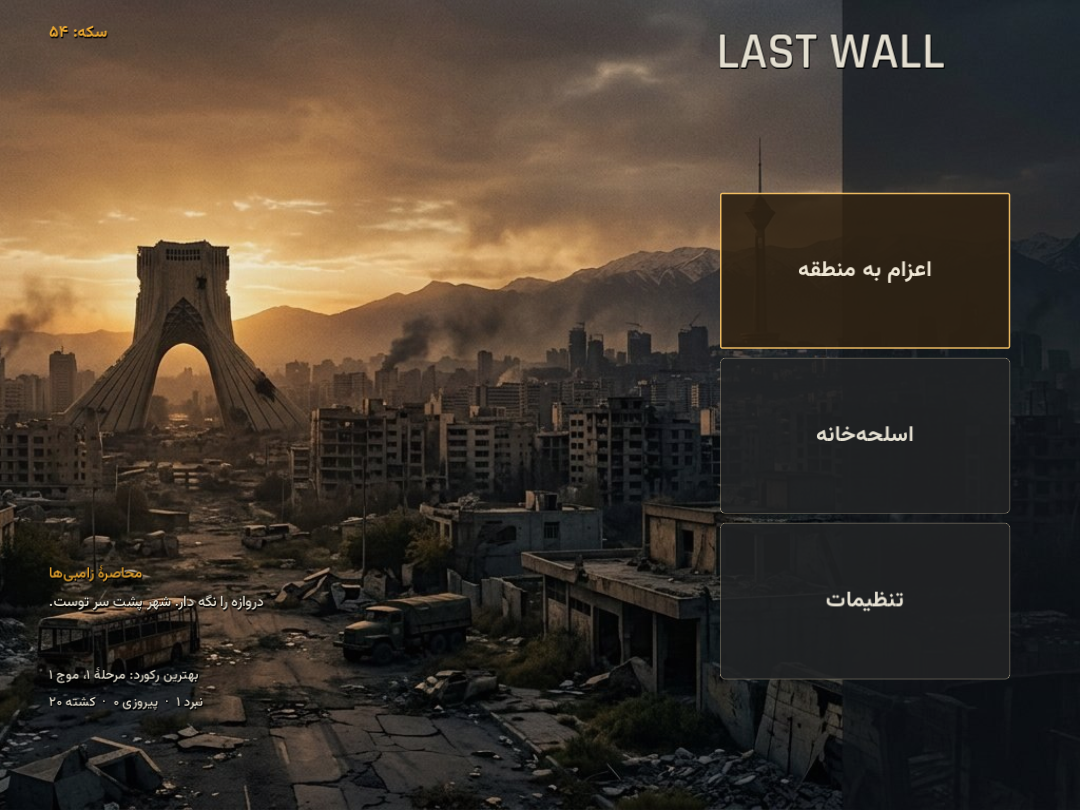 سکه: ۵۴
LAST WALL
اعزام به منطقه
اسلحه‌خانه
تنظیمات
محاصرهٔ زامبی‌ها
دروازه را نگه دار. شهر پشت سر توست.
بهترین رکورد: مرحلهٔ ۱، موج ۱
نبرد ۱ · پیروزی ۰ · کشته ۲۰